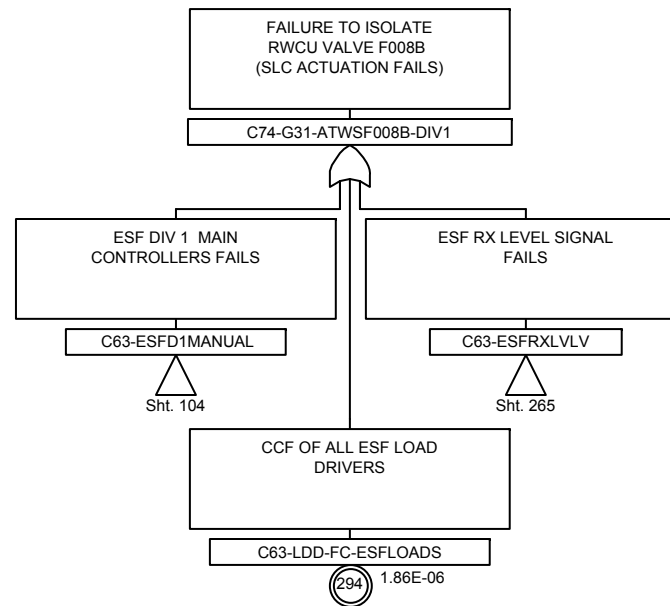 FAILURE TO ISOLATE
RWCU VALVE F008B
(SLC ACTUATION FAILS)
C74-G31-ATWSF008B-DIV1
ESF DIV 1 MAIN
CONTROLLERS FAILS
C63-ESFD1MANUAL
Sht. 104
ESF RX LEVEL SIGNAL
FAILS
C63-ESFRXLVLV
Sht. 265
CCF OF ALL ESF LOAD
DRIVERS
C63-LDD-FC-ESFLOADS
294
1.86E-06